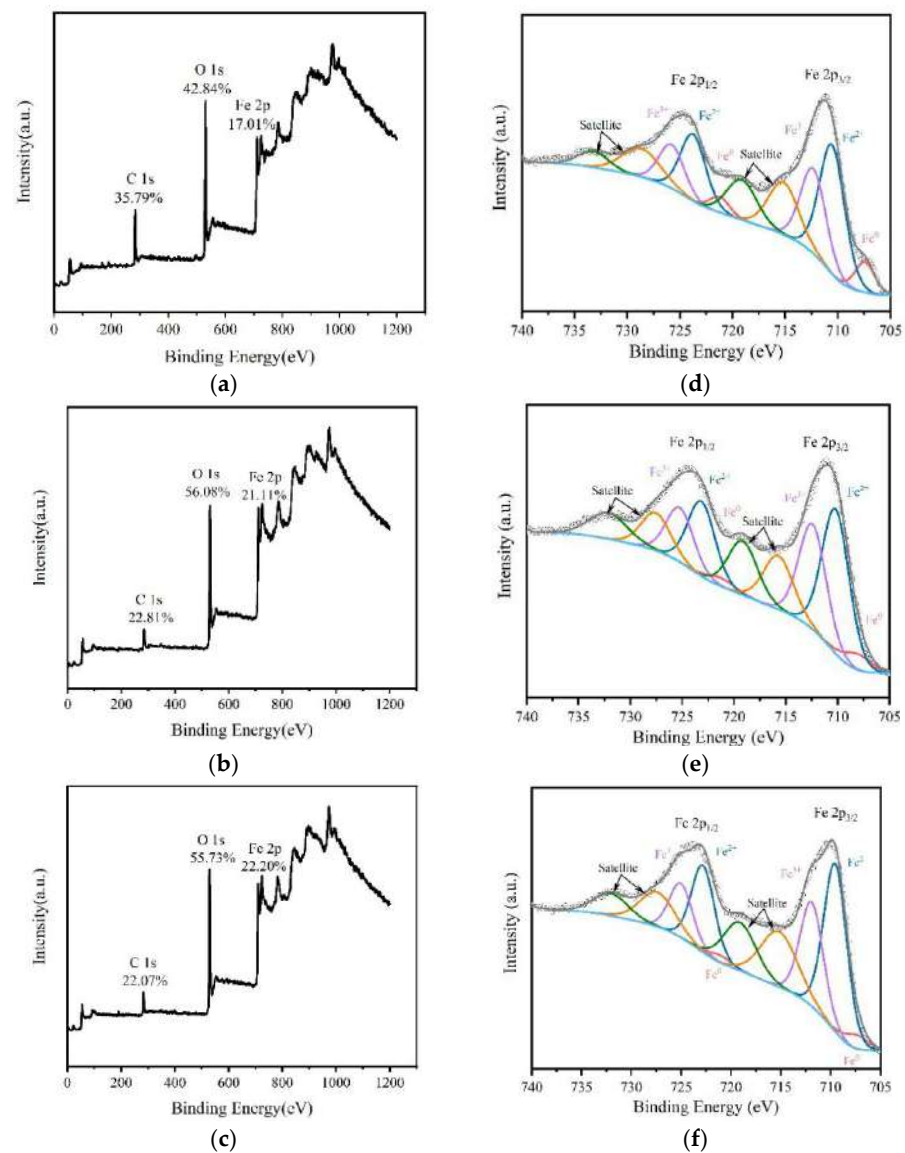 O 1s
42.84%
Fe 2p
17.01%
C 1s
35.79%
Intensity(a.u.)
0 200 400 600 800 1000 1200
Binding Energy(eV)
(a)
Fe 2p1/2
Fe 2p3/2
Fe3+
Fe2+
Satellite
Fe0
Satellite
Fe0
Intensity (a.u.)
740 735 730 725 720 715 710 705
Binding Energy (eV)
(d)
O 1s
56.08%
Fe 2p
21.11%
C 1s
22.81%
Intensity(a.u.)
0 200 400 600 800 1000 1200
Binding Energy(eV)
(b)
Fe 2p1/2
Fe 2p3/2
Fe3+
Fe2+
Satellite
Fe0
Satellite
Fe3+
Fe2+
Fe0
Intensity (a.u.)
740 735 730 725 720 715 710 705
Binding Energy (eV)
(e)
O 1s
55.73%
Fe 2p
22.20%
C 1s
22.07%
Intensity(a.u.)
0 200 400 600 800 1000 1200
Binding Energy(eV)
(c)
Fe 2p1/2
Fe 2p3/2
Fe2+
Satellite
Fe0
Satellite
Fe3+
Fe0
Intensity (a.u.)
740 735 730 725 720 715 710 705
Binding Energy (eV)
(f)